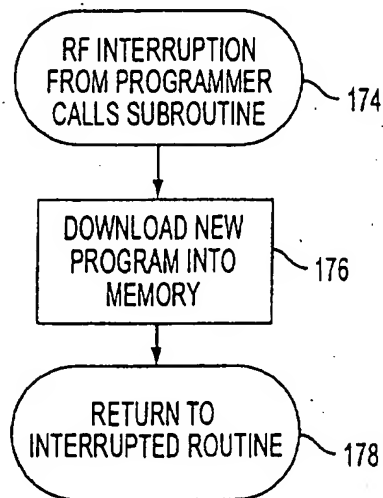 RF INTERRUPTION
FROM PROGRAMMER
CALLS SUBROUTINE
174
DOWNLOAD NEW
PROGRAM INTO
MEMORY
176
RETURN TO
INTERRUPTED ROUTINE
178